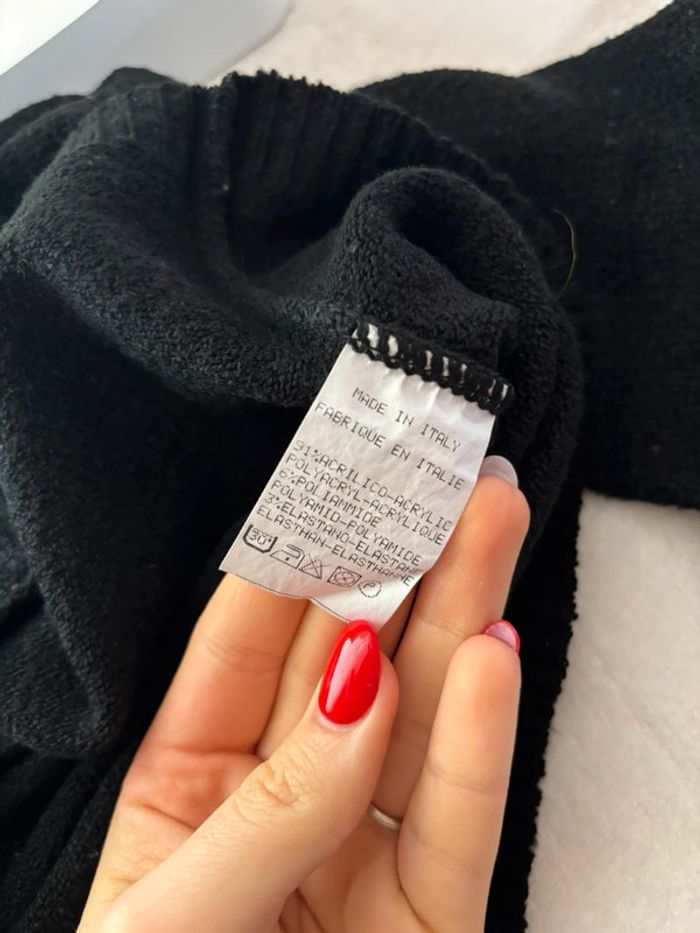 MADE IN ITALY
FABRIQUE EN ITALIE
91%ACRILICO-ACRYLIC
POLYACRYL-ACRYLIQUE
6%POLIAMMIDE
POLYAMID-POLYAMIDE
3%ELASTANO-ELASTANE
ELASTHAN-ELASTHANNE
30° P